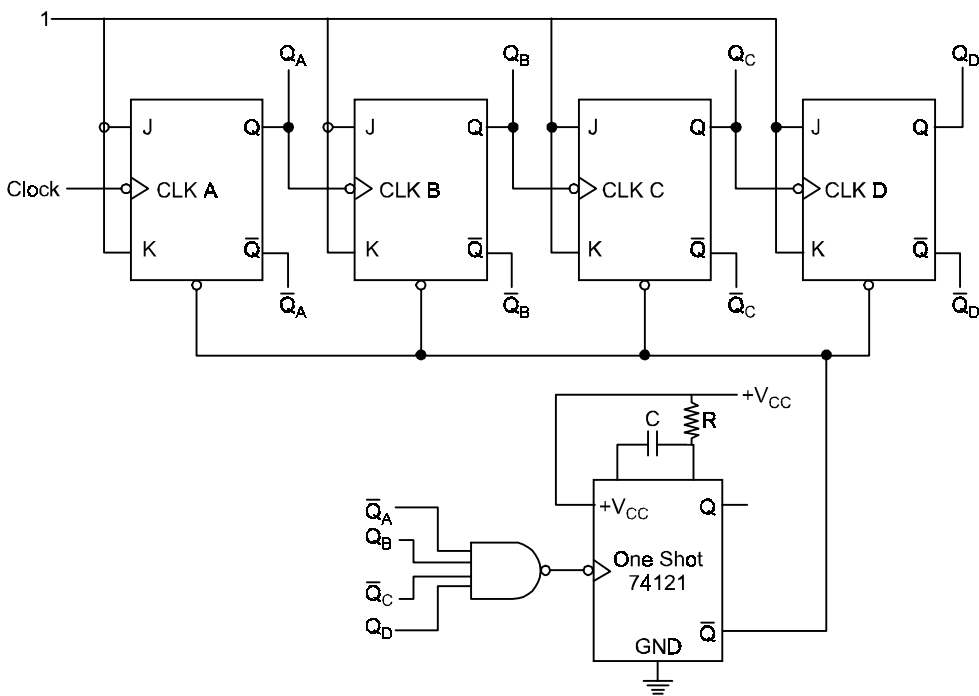 1
Q_A Q_B Q_C Q_D
J Q J Q J Q J Q
Clock CLK A CLK B CLK C CLK D
K Q̅ K Q̅ K Q̅ K Q̅
Q̅_A Q̅_B Q̅_C Q̅_D
+V_CC
C R
+V_CC Q
Q̅_A
Q_B
Q̅_C
Q_D
One Shot
74121
Q̅
GND